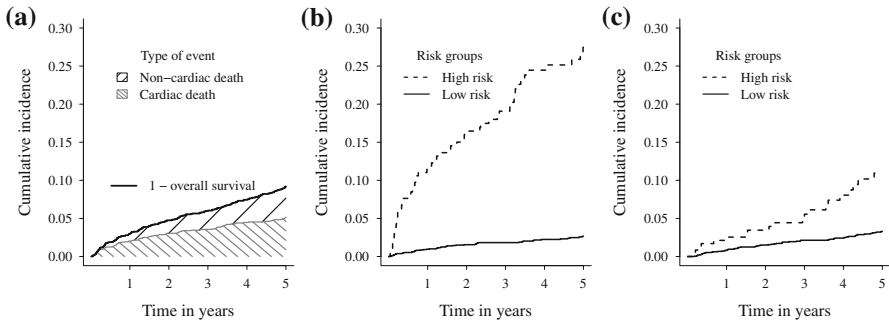 (a)
Cumulative incidence
0.30
0.25
0.20
0.15
0.10
0.05
0.00
Type of event
Non−cardiac death
Cardiac death
1 − overall survival
1 2 3 4 5
Time in years
(b)
Cumulative incidence
0.30
0.25
0.20
0.15
0.10
0.05
0.00
Risk groups
High risk
Low risk
1 2 3 4 5
Time in years
(c)
Cumulative incidence
0.30
0.25
0.20
0.15
0.10
0.05
0.00
Risk groups
High risk
Low risk
1 2 3 4 5
Time in years